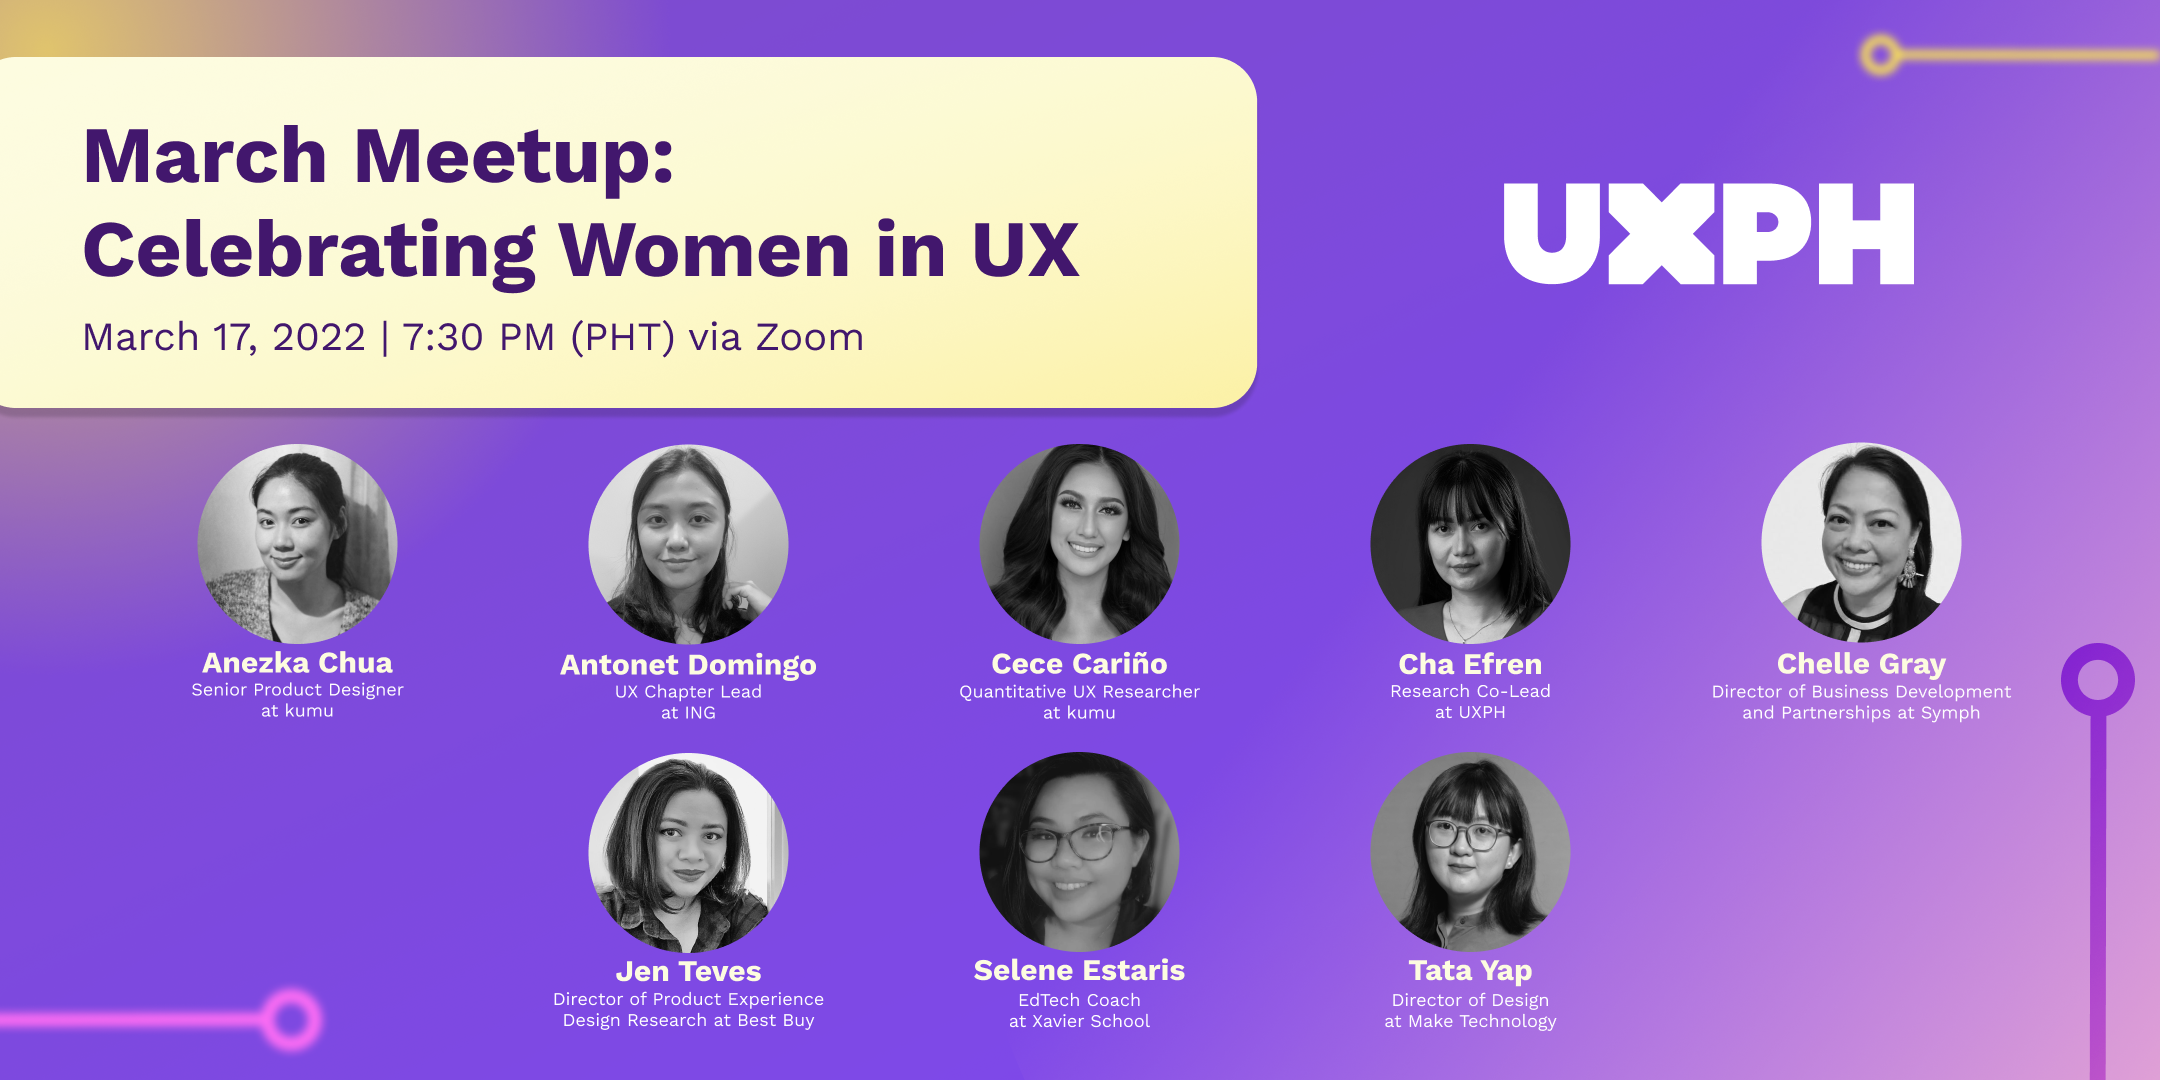 March Meetup:
Celebrating Women in UX
March 17, 2022 | 7:30 PM (PHT) via Zoom
UXPH
Anezka Chua
Senior Product Designer
at kumu
Antonet Domingo
UX Chapter Lead
at ING
Cece Cariño
Quantitative UX Researcher
at kumu
Cha Efren
Research Co-Lead
at UXPH
Chelle Gray
Director of Business Development
and Partnerships at Symph
Jen Teves
Director of Product Experience
Design Research at Best Buy
Selene Estaris
EdTech Coach
at Xavier School
Tata Yap
Director of Design
at Make Technology